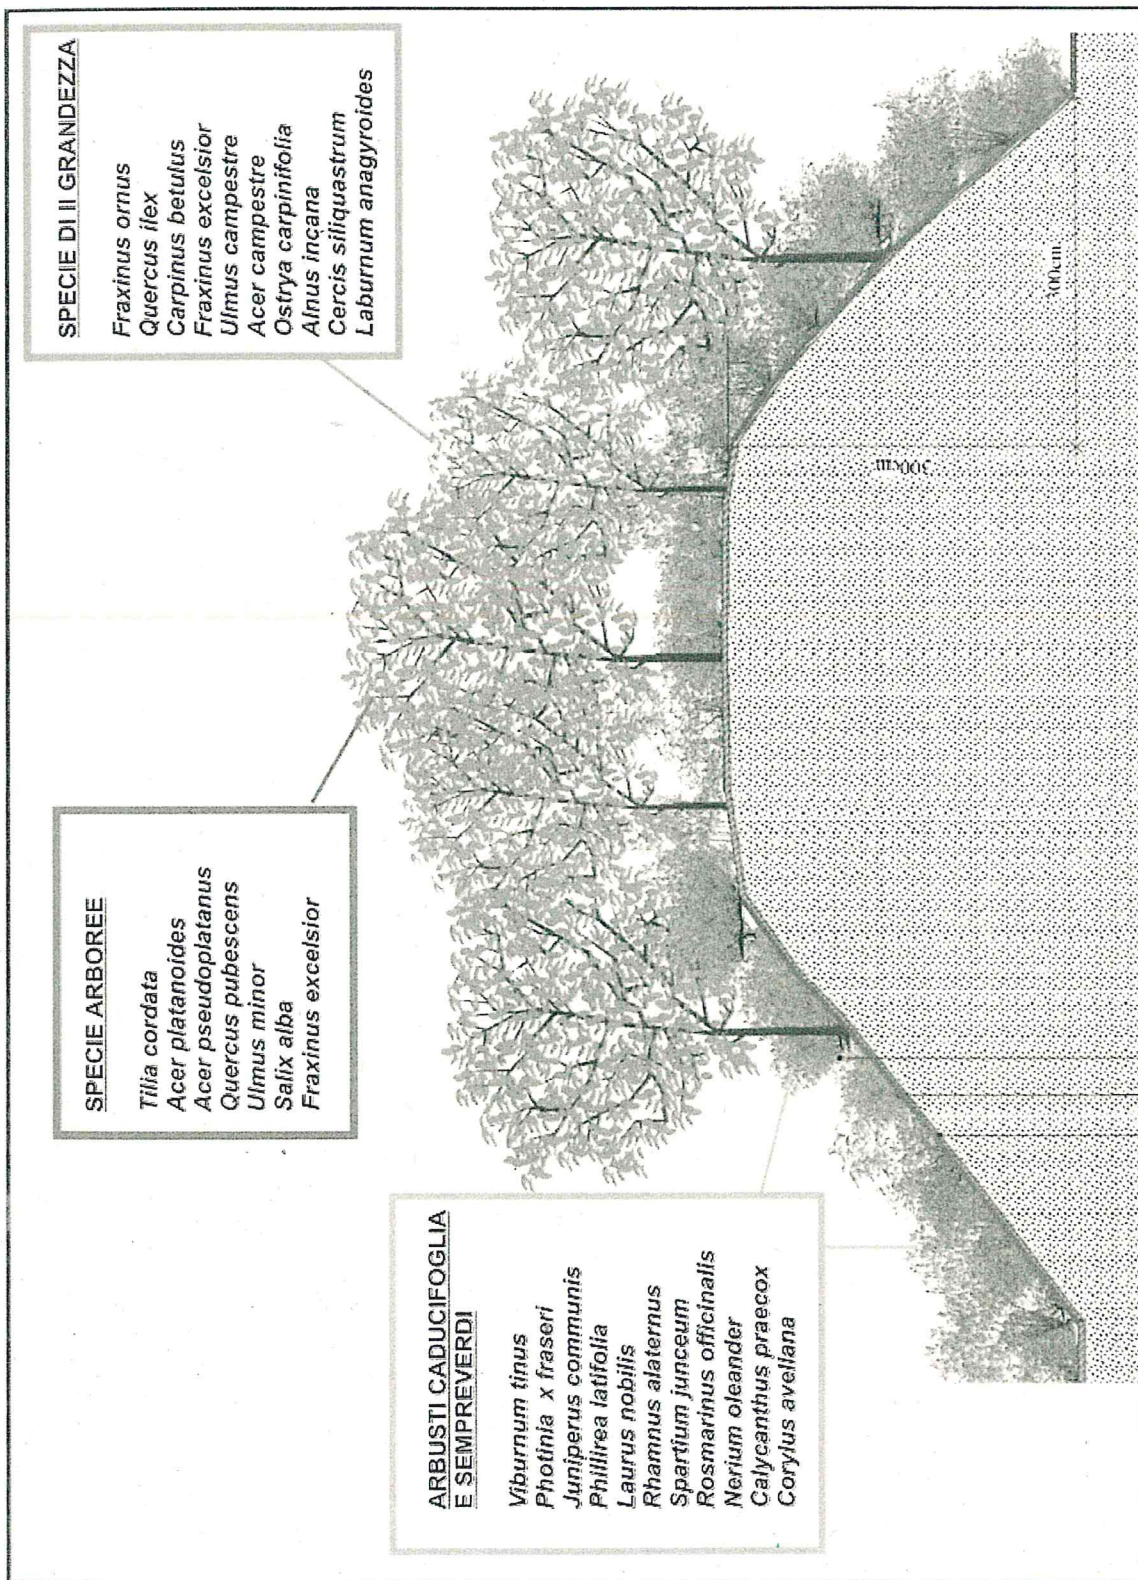 ARBUSTI CADUCIFOGLIA
E SEMPREVERDI
Viburnum tinus
Photinia x fraseri
Juniperus communis
Phillirea latifolia
Laurus nobilis
Rhamnus alaternus
Spartium junceum
Rosmarinus officinalis
Nerium oleander
Calycanthus praecox
Corylus avellana
SPECIE ARBOREE
Tilia cordata
Acer platanoides
Acer pseudoplatanus
Quercus pubescens
Ulmus minor
Salix alba
Fraxinus excelsior
SPECIE DI II GRANDEZZA
Fraxinus ornus
Quercus ilex
Carpinus betulus
Fraxinus excelsior
Ulmus campestre
Acer campestre
Ostrya carpinifolia
Alnus incana
Cercis siliquastrum
Laburnum anagyroides
300cm
300cm